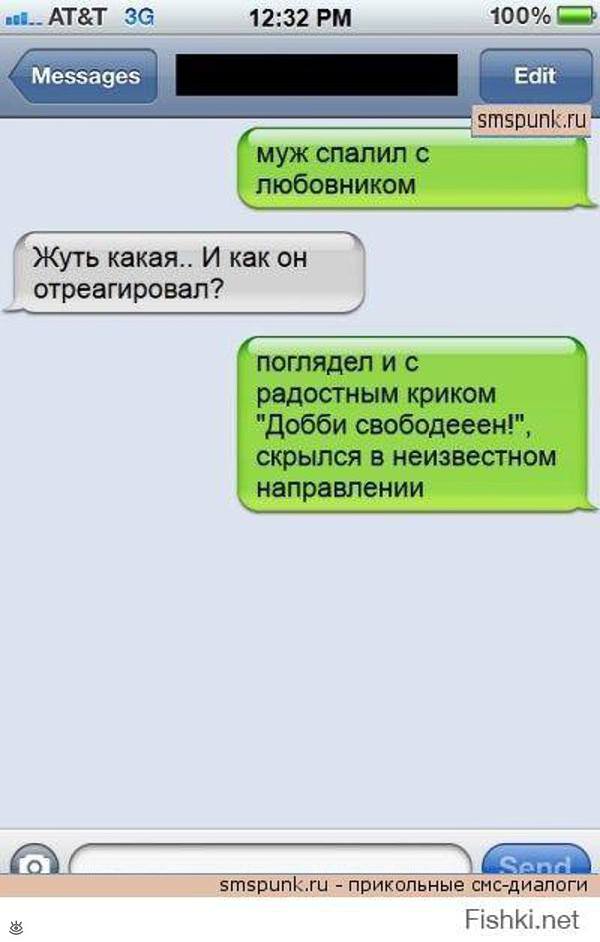 AT&T 3G 12:32 PM 100%
Messages Edit
smspunk.ru
муж спалил с
любовником
Жуть какая.. И как он
отреагировал?
поглядел и с
радостным криком
"Добби свободееен!",
скрылся в неизвестном
направлении
Send
smspunk.ru - прикольные смс-диалоги
Fishki.net